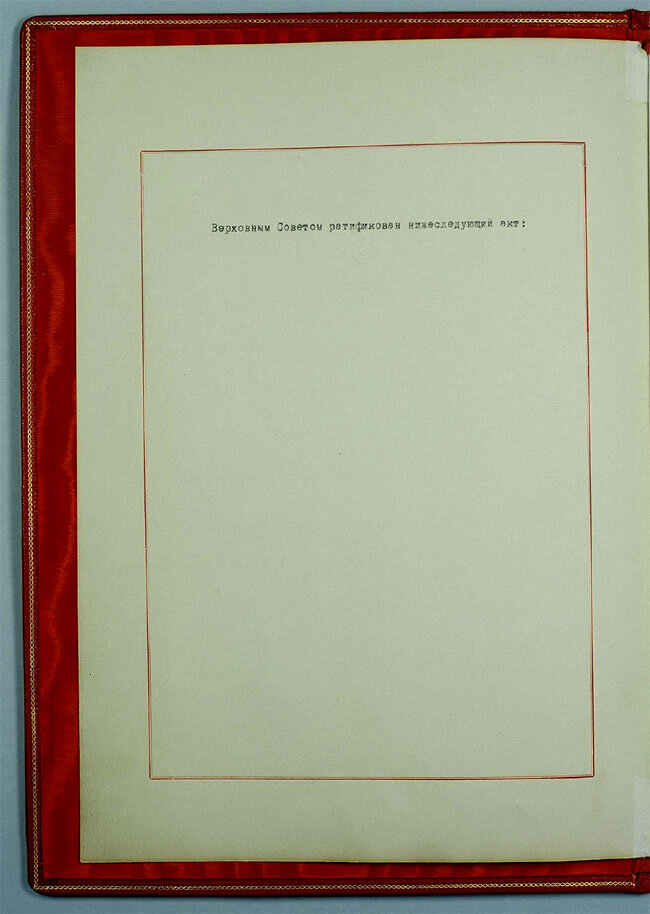 Верховным Советом ратификован нижеследующий акт: